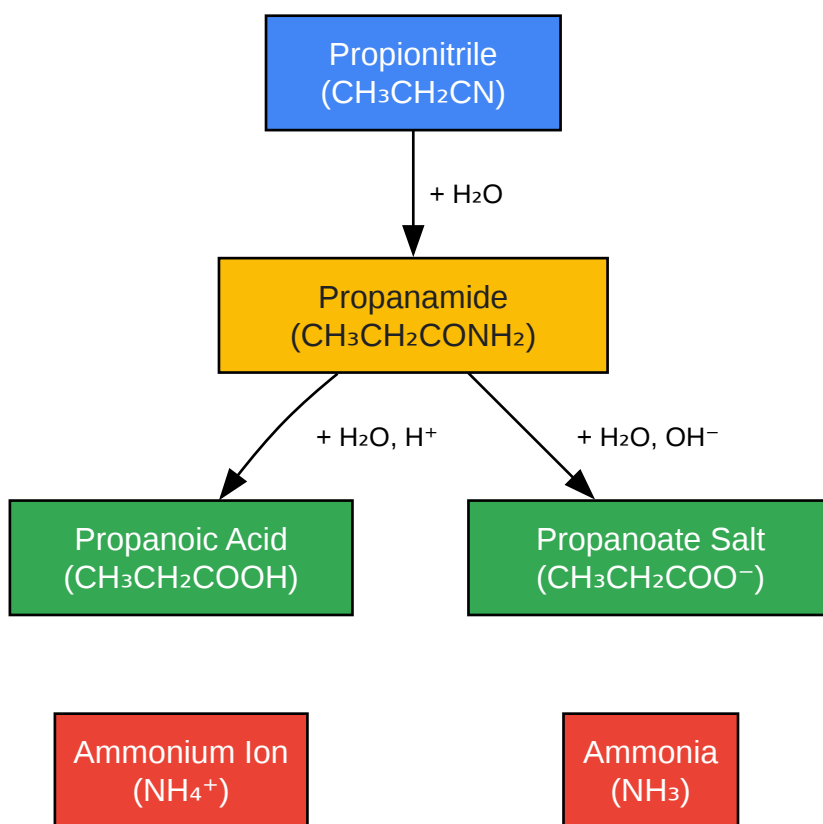 Propionitrile
(CH₃CH₂CN)
+ H₂O
Propanamide
(CH₃CH₂CONH₂)
+ H₂O, H⁺
+ H₂O, OH⁻
Propanoic Acid
(CH₃CH₂COOH)
Propanoate Salt
(CH₃CH₂COO⁻)
Ammonium Ion
(NH₄⁺)
Ammonia
(NH₃)